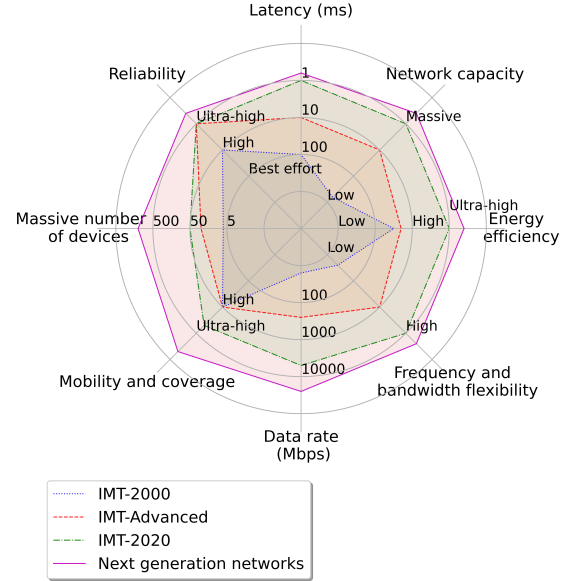 Latency (ms)
Reliability
Network capacity
1
Ultra-high
10
Massive
High
100
Best effort
Low
Ultra-high
Massive number
of devices
500
50
5
Low
High
Energy
efficiency
Low
High
100
Ultra-high
1000
High
10000
Mobility and coverage
Frequency and
bandwidth flexibility
Data rate
(Mbps)
IMT-2000
IMT-Advanced
IMT-2020
Next generation networks